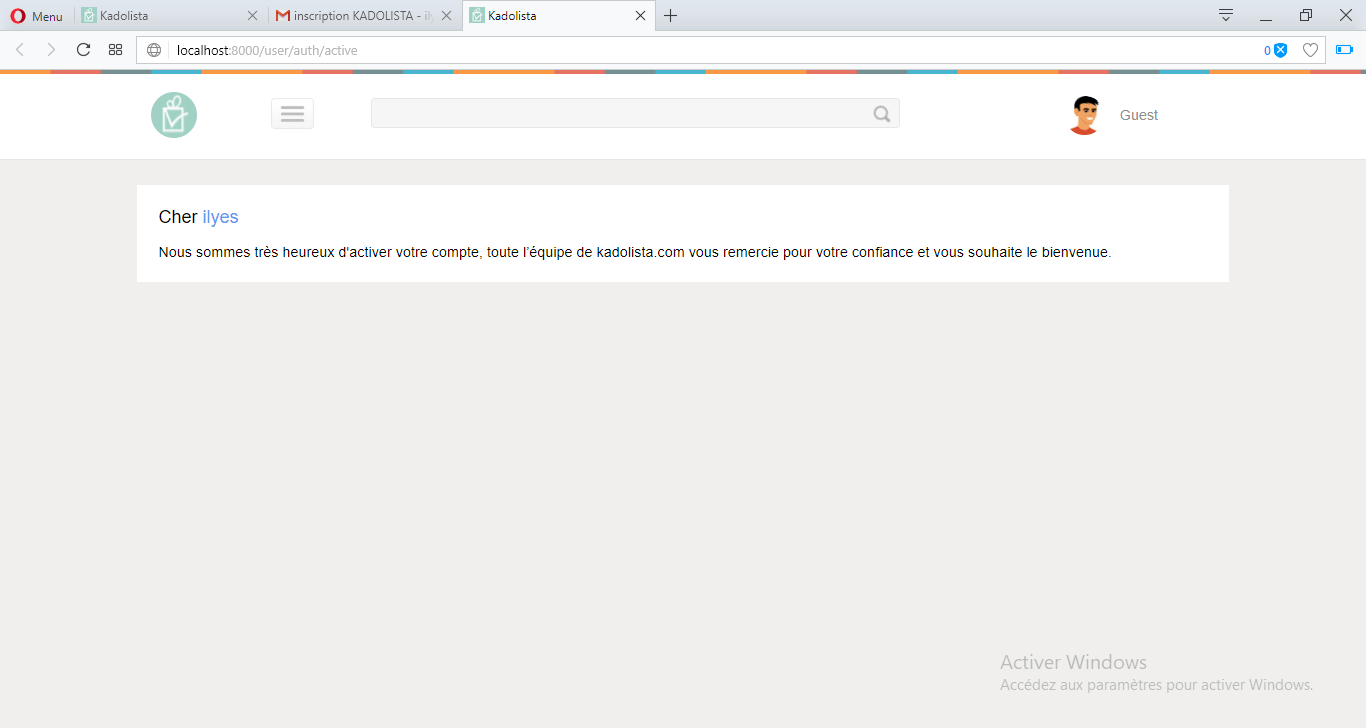 Menu
Kadolista
inscription KADOLISTA -
Kadolista
localhost:8000/user/auth/active
0
Guest
Cher ilyes
Nous sommes très heureux d'activer votre compte, toute l'équipe de kadolista.com vous remercie pour votre confiance et vous souhaite le bienvenue.
Activer Windows
Accédez aux paramètres pour activer Windows.